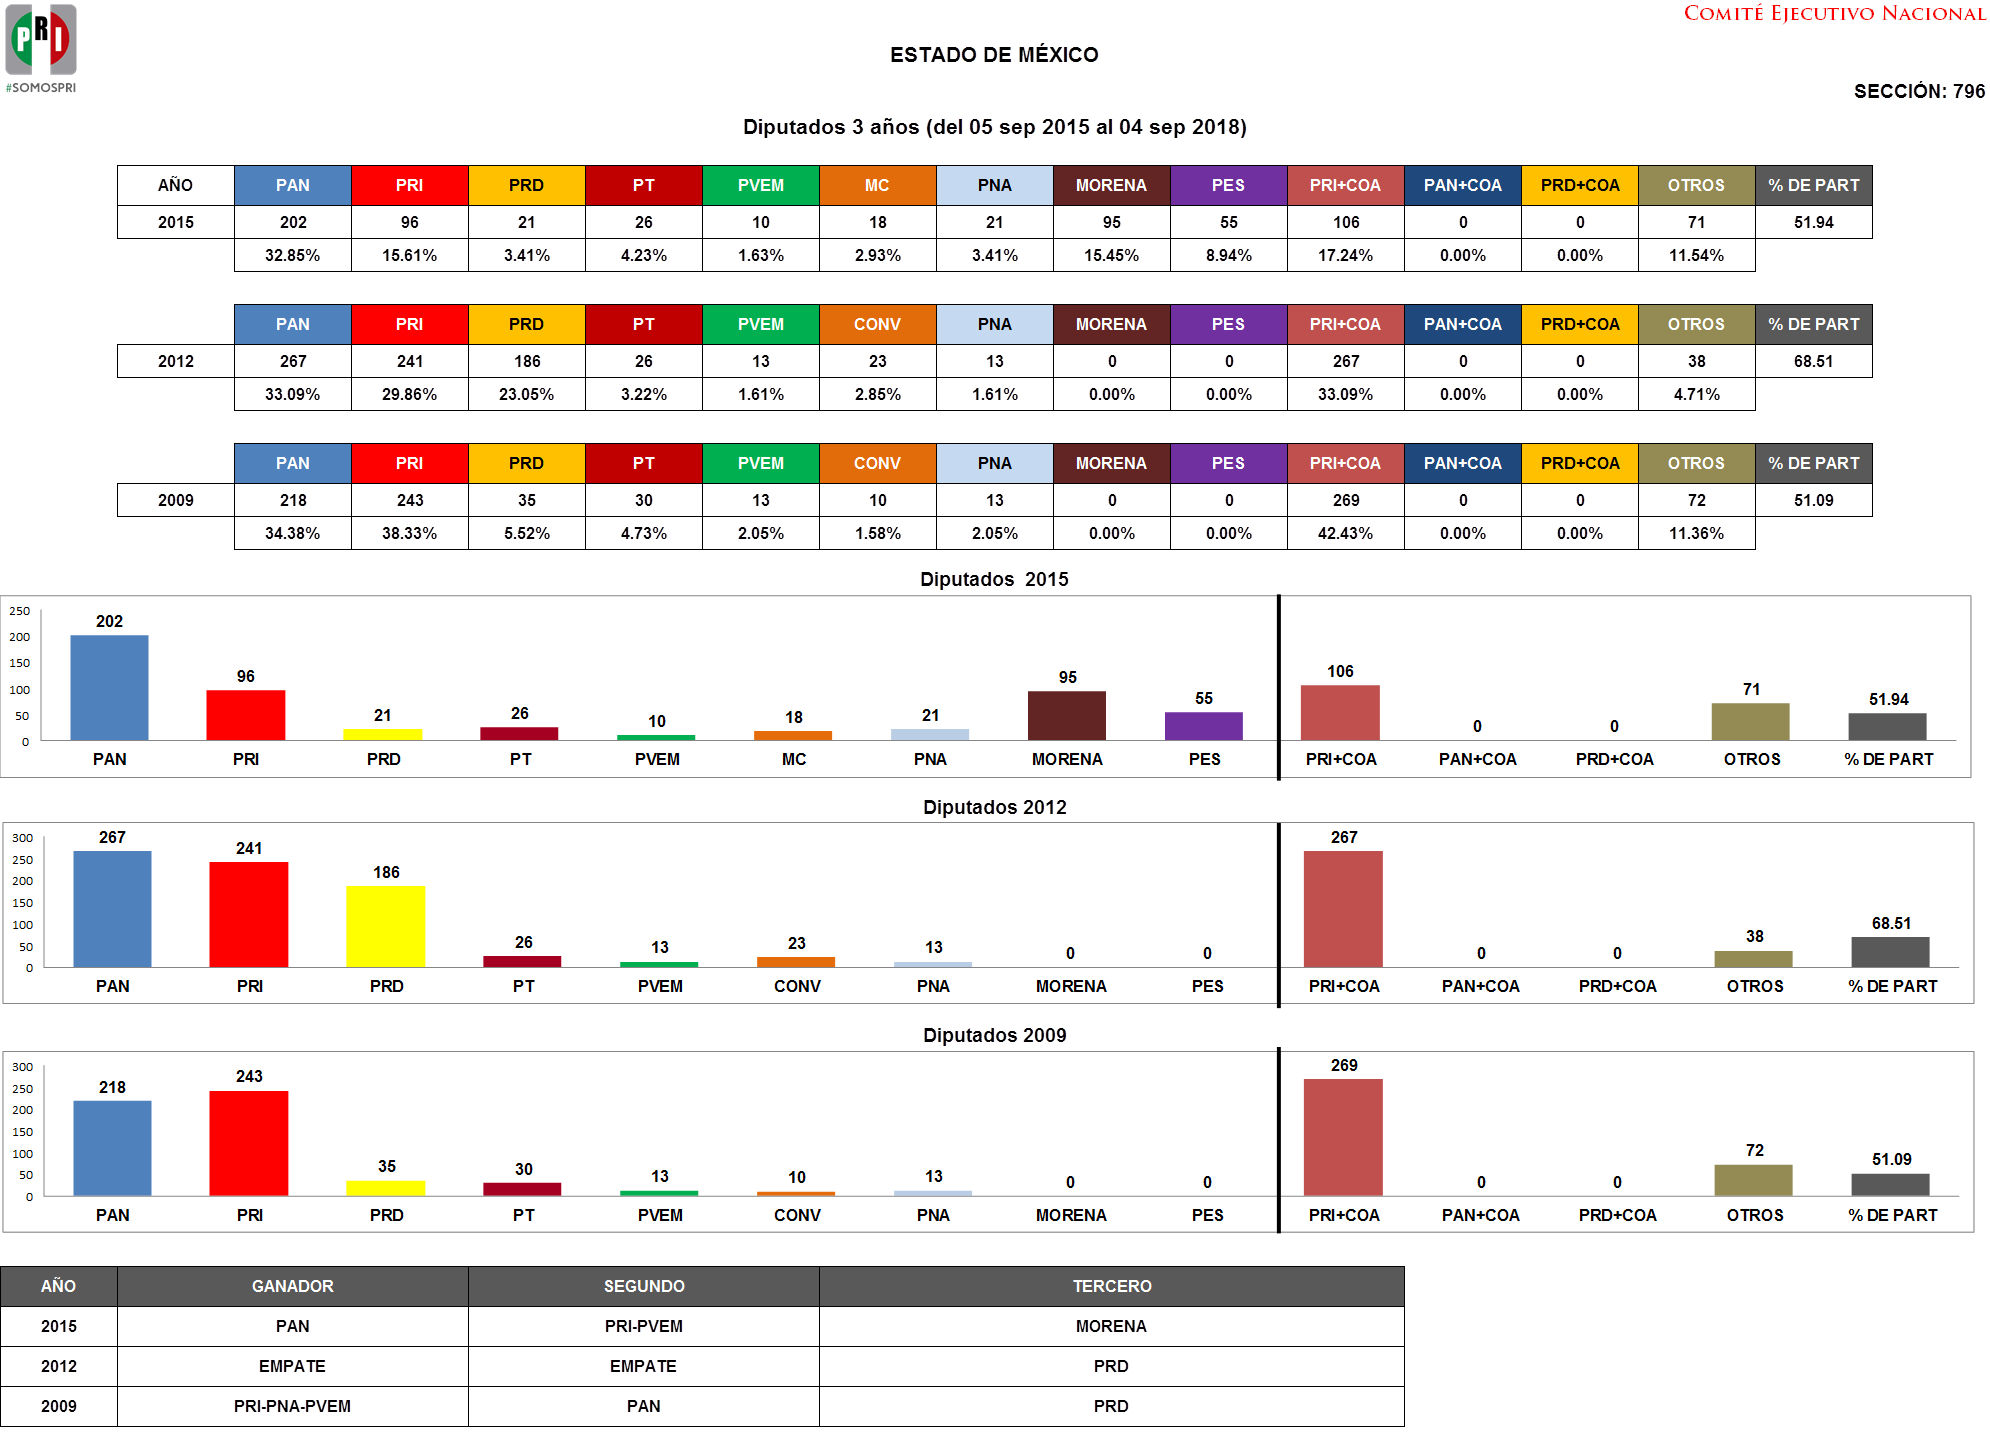 PRI
#SOMOSPRI
COMITÉ EJECUTIVO NACIONAL
ESTADO DE MÉXICO
SECCIÓN: 796
Diputados 3 años (del 05 sep 2015 al 04 sep 2018)
AÑO PAN PRI PRD PT PVEM MC PNA MORENA PES PRI+COA PAN+COA PRD+COA OTROS % DE PART
2015 202 96 21 26 10 18 21 95 55 106 0 0 71 51.94
32.85% 15.61% 3.41% 4.23% 1.63% 2.93% 3.41% 15.45% 8.94% 17.24% 0.00% 0.00% 11.54%
PAN PRI PRD PT PVEM CONV PNA MORENA PES PRI+COA PAN+COA PRD+COA OTROS % DE PART
2012 267 241 186 26 13 23 13 0 0 267 0 0 38 68.51
33.09% 29.86% 23.05% 3.22% 1.61% 2.85% 1.61% 0.00% 0.00% 33.09% 0.00% 0.00% 4.71%
PAN PRI PRD PT PVEM CONV PNA MORENA PES PRI+COA PAN+COA PRD+COA OTROS % DE PART
2009 218 243 35 30 13 10 13 0 0 269 0 0 72 51.09
34.38% 38.33% 5.52% 4.73% 2.05% 1.58% 2.05% 0.00% 0.00% 42.43% 0.00% 0.00% 11.36%
Diputados 2015
250
200
150
100
50
0
202 96 21 26 10 18 21 95 55 106 0 0 71 51.94
PAN PRI PRD PT PVEM MC PNA MORENA PES PRI+COA PAN+COA PRD+COA OTROS % DE PART
Diputados 2012
300
250
200
150
100
50
0
267 241 186 26 13 23 13 0 0 267 0 0 38 68.51
PAN PRI PRD PT PVEM CONV PNA MORENA PES PRI+COA PAN+COA PRD+COA OTROS % DE PART
Diputados 2009
300
250
200
150
100
50
0
218 243 35 30 13 10 13 0 0 269 0 0 72 51.09
PAN PRI PRD PT PVEM CONV PNA MORENA PES PRI+COA PAN+COA PRD+COA OTROS % DE PART
AÑO GANADOR SEGUNDO TERCERO
2015 PAN PRI-PVEM MORENA
2012 EMPATE EMPATE PRD
2009 PRI-PNA-PVEM PAN PRD